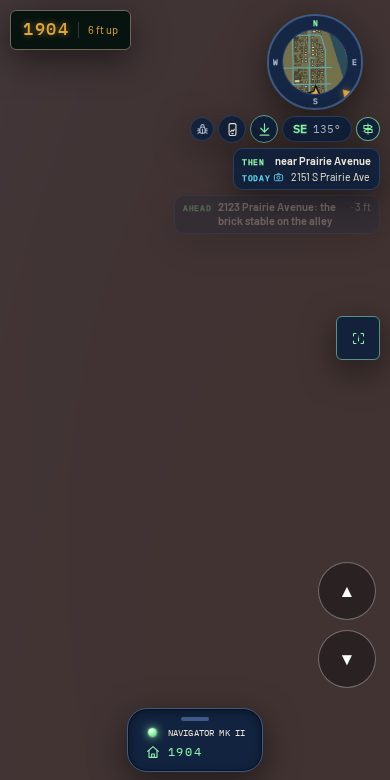 1904 6 ft up
N
W E
S
SE 135°
THEN near Prairie Avenue
TODAY 2151 S Prairie Ave
AHEAD 2123 Prairie Avenue: the · 3 ft
brick stable on the alley
NAVIGATOR MK II
1904